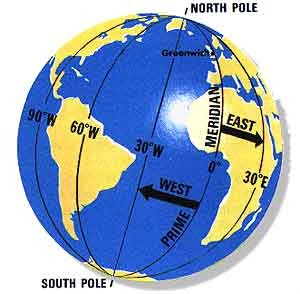 NORTH POLE
Greenwich
MERIDIAN
EAST
90°W
60°W
30°W
0°
30°E
WEST
PRIME
SOUTH POLE